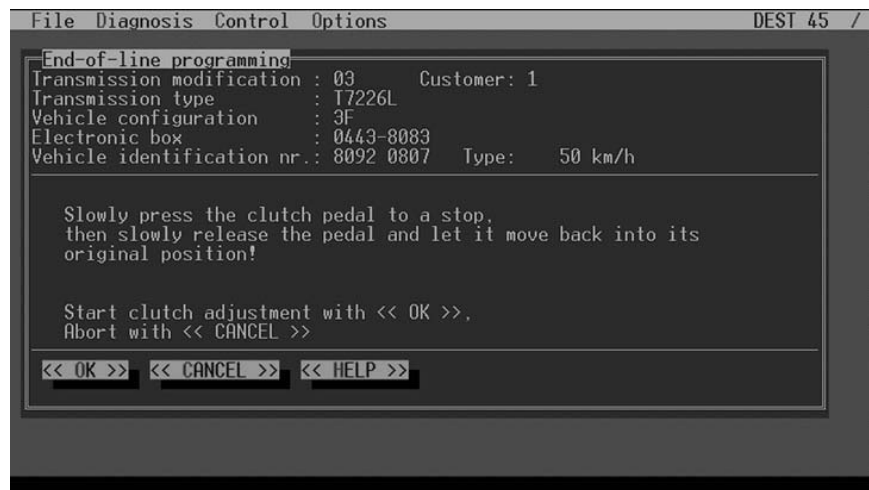 File Diagnosis Control Options DEST 45 /
End-of-line programming
Transmission modification : 03 Customer: 1
Transmission type : T7226L
Vehicle configuration : 3F
Electronic box : 0443-8083
Vehicle identification nr.: 8092 0807 Type: 50 km/h
Slowly press the clutch pedal to a stop,
then slowly release the pedal and let it move back into its
original position!
Start clutch adjustment with << OK >>,
Abort with << CANCEL >>
<< OK >> << CANCEL >> << HELP >>